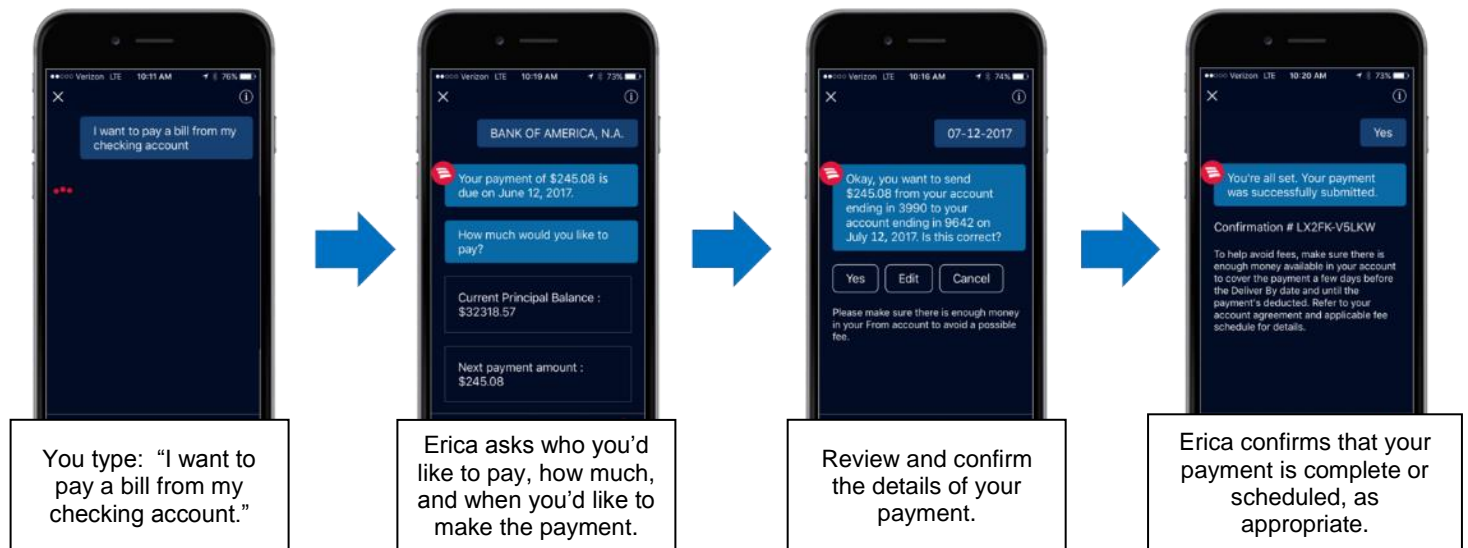 Verizon LTE 10:11 AM 76%
I want to pay a bill from my
checking account
You type: “I want to
pay a bill from my
checking account.”
Verizon LTE 10:19 AM 73%
BANK OF AMERICA, N.A.
Your payment of $245.08 is
due on June 12, 2017.
How much would you like to
pay?
Current Principal Balance :
$32318.57
Next payment amount :
$245.08
Erica asks who you’d
like to pay, how much,
and when you’d like to
make the payment.
Verizon LTE 10:16 AM 74%
07-12-2017
Okay, you want to send
$245.08 from your account
ending in 3990 to your
account ending in 9642 on
July 12, 2017. Is this correct?
Yes Edit Cancel
Please make sure there is enough money
in your From account to avoid a possible
fee.
Review and confirm
the details of your
payment.
Verizon LTE 10:20 AM 73%
Yes
You're all set. Your payment
was successfully submitted.
Confirmation # LX2FK-V5LKW
To help avoid fees, make sure there is
enough money available in your account
to cover the payment a few days before
the Deliver By date and until the
payment's deducted. Refer to your
account agreement and applicable fee
schedule for details.
Erica confirms that your
payment is complete or
scheduled, as
appropriate.